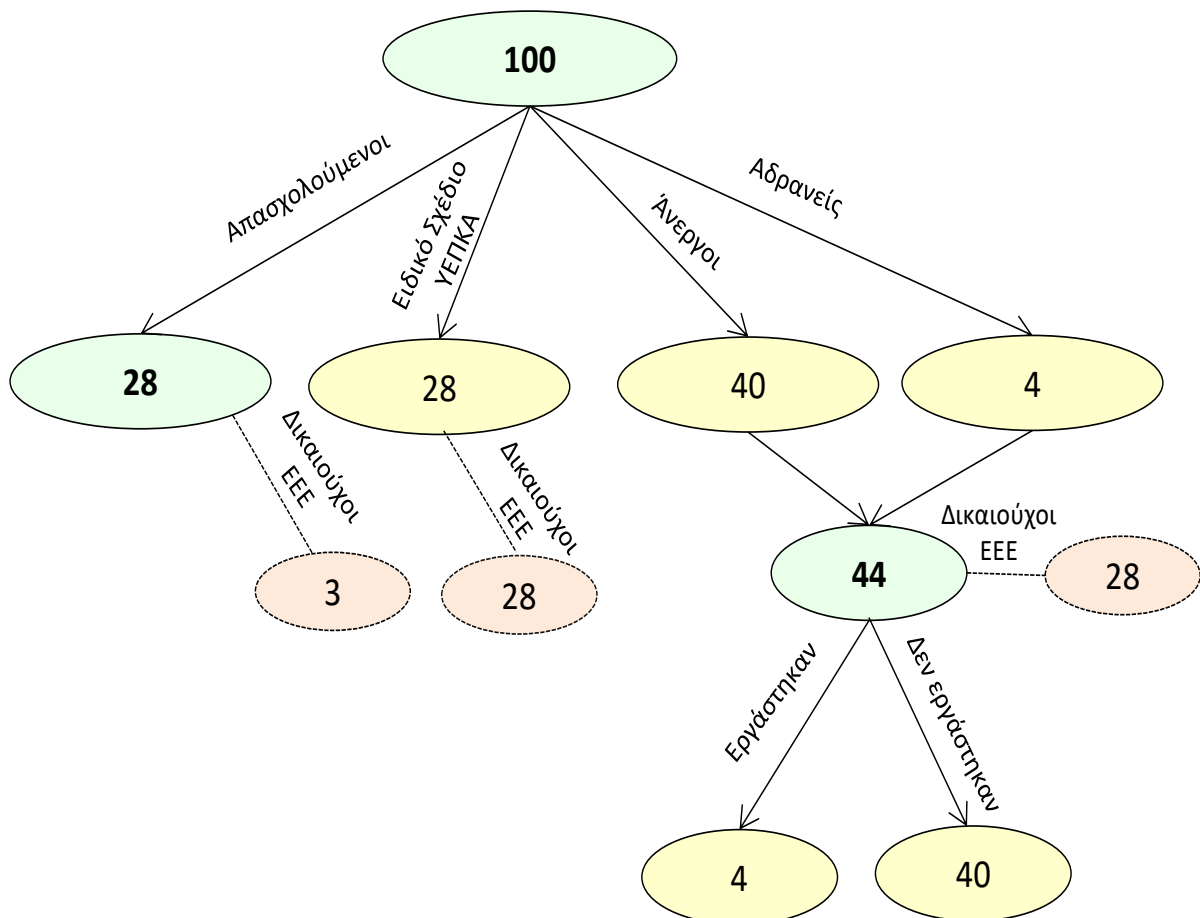 100
Απασχολούμενοι
Ειδικό Σχέδιο
ΥΕΠΚΑ
Άνεργοι
Αδρανείς
28
28
40
4
Δικαιούχοι
ΕΕΕ
Δικαιούχοι
ΕΕΕ
Δικαιούχοι
ΕΕΕ
3
28
44
28
Εργάστηκαν
Δεν εργάστηκαν
4
40